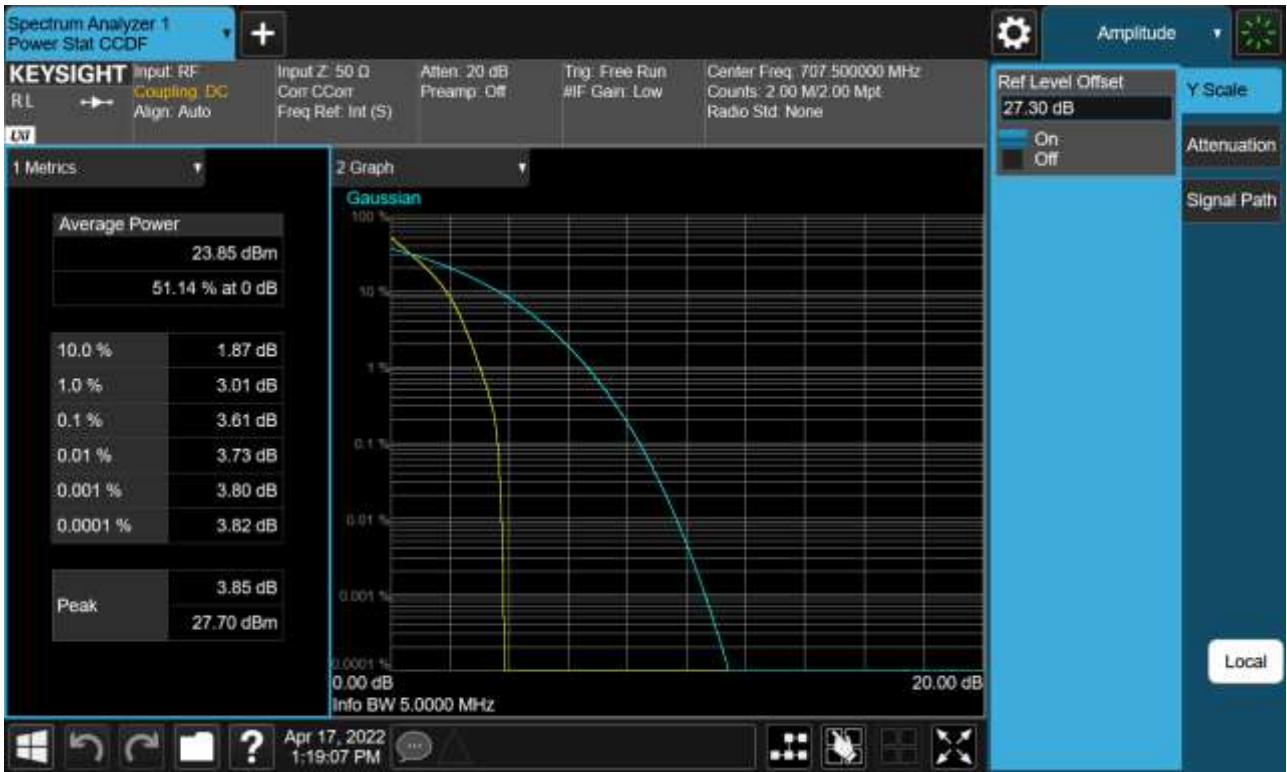 Spectrum Analyzer 1
Power Stat CCDF
Amplitude
KEYSIGHT
RL
LXI
Input: RF
Coupling: DC
Align: Auto
Input Z: 50 Ω
Corr CCorr
Freq Ref: Int (S)
Atten: 20 dB
Preamp: Off
Trig: Free Run
#IF Gain: Low
Center Freq: 707.500000 MHz
Counts: 2.00 M/2.00 Mpt
Radio Std: None
Ref Level Offset
27.30 dB
On
Off
Y Scale
Attenuation
Signal Path
Local
1 Metrics
Average Power
23.85 dBm
51.14 % at 0 dB
10.0 % 1.87 dB
1.0 % 3.01 dB
0.1 % 3.61 dB
0.01 % 3.73 dB
0.001 % 3.80 dB
0.0001 % 3.82 dB
Peak
3.85 dB
27.70 dBm
2 Graph
Gaussian
100 %
10 %
1 %
0.1 %
0.01 %
0.001 %
0.0001 %
0.00 dB 20.00 dB
Info BW 5.0000 MHz
Apr 17, 2022
1:19:07 PM